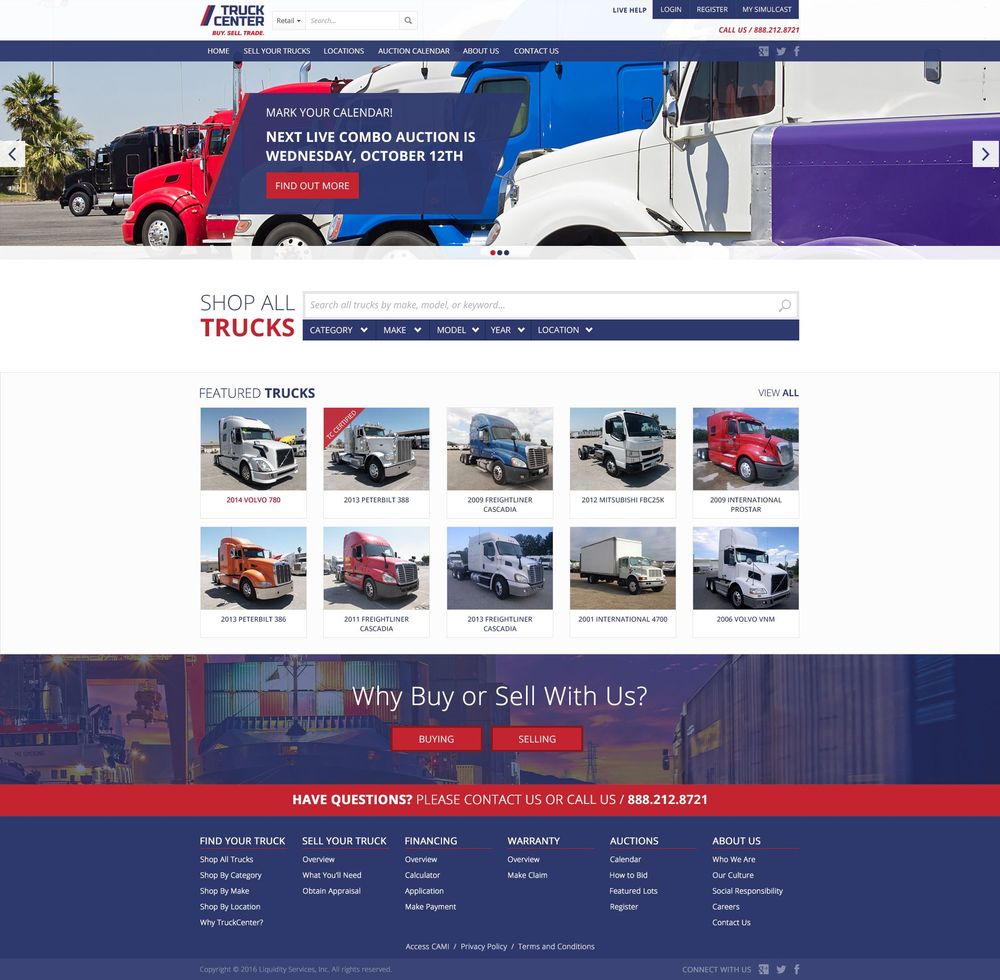 TRUCK
CENTER
BUY. SELL. TRADE.
Retail
Search...
LIVE HELP
LOGIN
REGISTER
MY SIMULCAST
CALL US / 888.212.8721
HOME
SELL YOUR TRUCKS
LOCATIONS
AUCTION CALENDAR
ABOUT US
CONTACT US
MARK YOUR CALENDAR!
NEXT LIVE COMBO AUCTION IS
WEDNESDAY, OCTOBER 12TH
FIND OUT MORE
SHOP ALL
TRUCKS
Search all trucks by make, model, or keyword...
CATEGORY
MAKE
MODEL
YEAR
LOCATION
FEATURED TRUCKS
VIEW ALL
TC CERTIFIED
2014 VOLVO 780
2013 PETERBILT 388
2009 FREIGHTLINER
CASCADIA
2012 MITSUBISHI FBC25K
2009 INTERNATIONAL
PROSTAR
2013 PETERBILT 386
2011 FREIGHTLINER
CASCADIA
2013 FREIGHTLINER
CASCADIA
2001 INTERNATIONAL 4700
2006 VOLVO VNM
Why Buy or Sell With Us?
BUYING
SELLING
HAVE QUESTIONS? PLEASE CONTACT US OR CALL US / 888.212.8721
FIND YOUR TRUCK
Shop All Trucks
Shop By Category
Shop By Make
Shop By Location
Why TruckCenter?
SELL YOUR TRUCK
Overview
What You'll Need
Obtain Appraisal
FINANCING
Overview
Calculator
Application
Make Payment
WARRANTY
Overview
Make Claim
AUCTIONS
Calendar
How to Bid
Featured Lots
Register
ABOUT US
Who We Are
Our Culture
Social Responsibility
Careers
Contact Us
Access CAMI / Privacy Policy / Terms and Conditions
Copyright © 2016 Liquidity Services, Inc. All rights reserved.
CONNECT WITH US